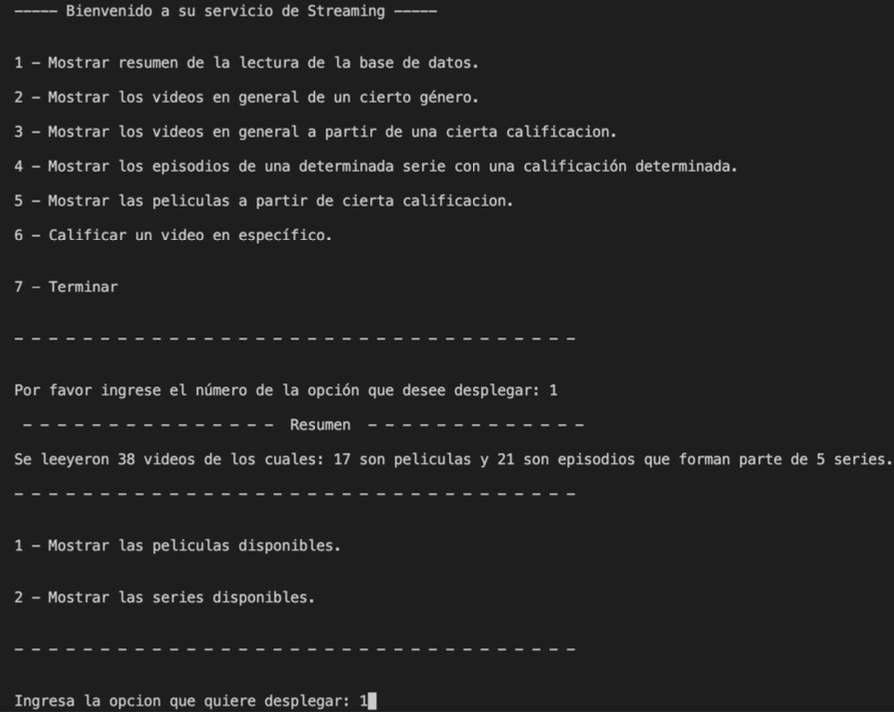 ————— Bienvenido a su servicio de Streaming —————
1 – Mostrar resumen de la lectura de la base de datos.
2 – Mostrar los videos en general de un cierto género.
3 – Mostrar los videos en general a partir de una cierta calificacion.
4 – Mostrar los episodios de una determinada serie con una calificación determinada.
5 – Mostrar las peliculas a partir de cierta calificacion.
6 – Calificar un video en específico.
7 – Terminar
– – – – – – – – – – – – – – – – – – – – – – – – – – – – – – – – –
Por favor ingrese el número de la opción que desee desplegar: 1
– – – – – – – – – – – – – – – Resumen – – – – – – – – – – – – –
Se leeyeron 38 videos de los cuales: 17 son peliculas y 21 son episodios que forman parte de 5 series.
– – – – – – – – – – – – – – – – – – – – – – – – – – – – – – – – –
1 – Mostrar las peliculas disponibles.
2 – Mostrar las series disponibles.
– – – – – – – – – – – – – – – – – – – – – – – – – – – – – – – – –
Ingresa la opcion que quiere desplegar: 1